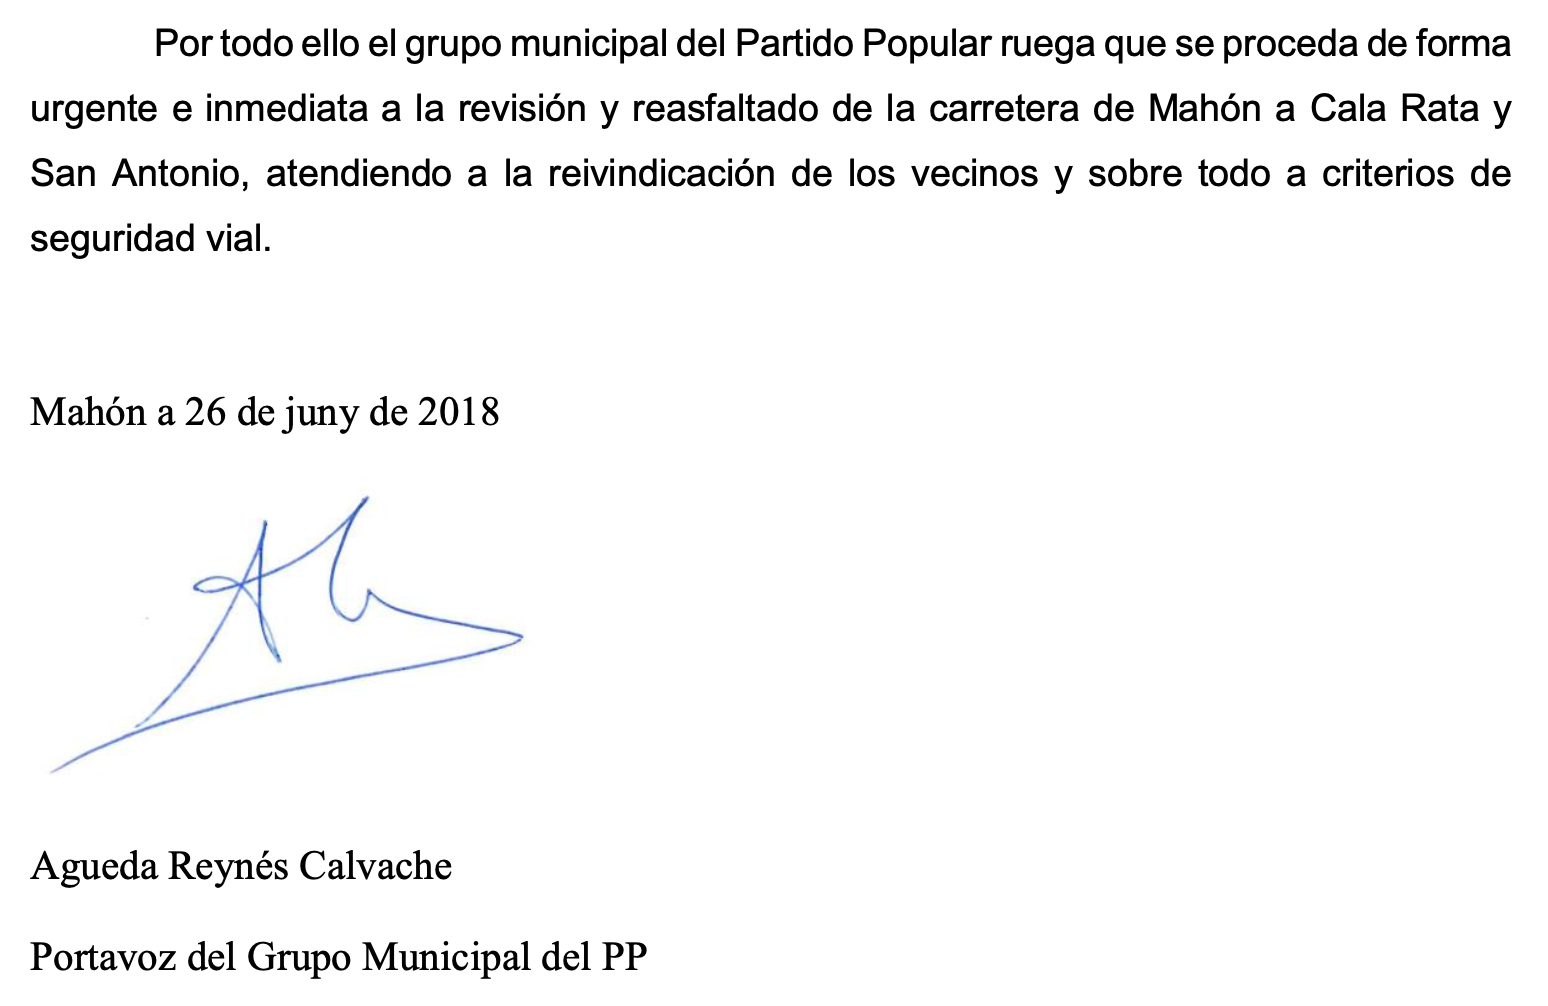 Por todo ello el grupo municipal del Partido Popular ruega que se proceda de forma
urgente e inmediata a la revisión y reasfaltado de la carretera de Mahón a Cala Rata y
San Antonio, atendiendo a la reivindicación de los vecinos y sobre todo a criterios de
seguridad vial.
Mahón a 26 de juny de 2018
Agueda Reynés Calvache
Portavoz del Grupo Municipal del PP